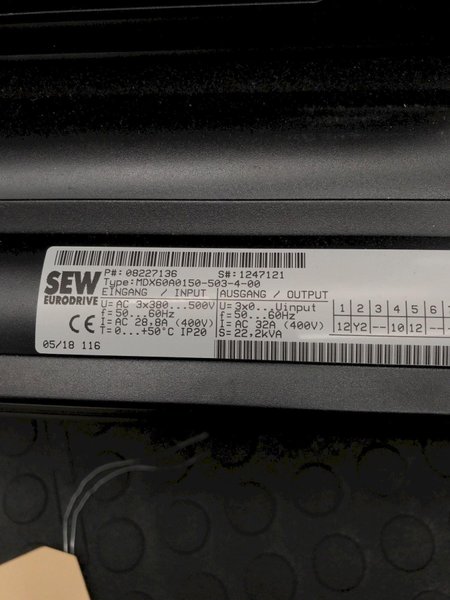 SEW
EURODRIVE
P#: 08227136 S#: 1247121
Type: MDX60A0150-503-4-00
EINGANG / INPUT AUSGANG / OUTPUT
U= AC 3x380...500V U= 3x0...Uinput
f= 50...60Hz f= 50...60Hz
I= AC 28,8A (400V) I= AC 32A (400V)
T= 0...+50°C IP20 S= 22,2kVA
CE
05/18 116
1 2 3 4 5 6
12 Y2 -- 10 12 --